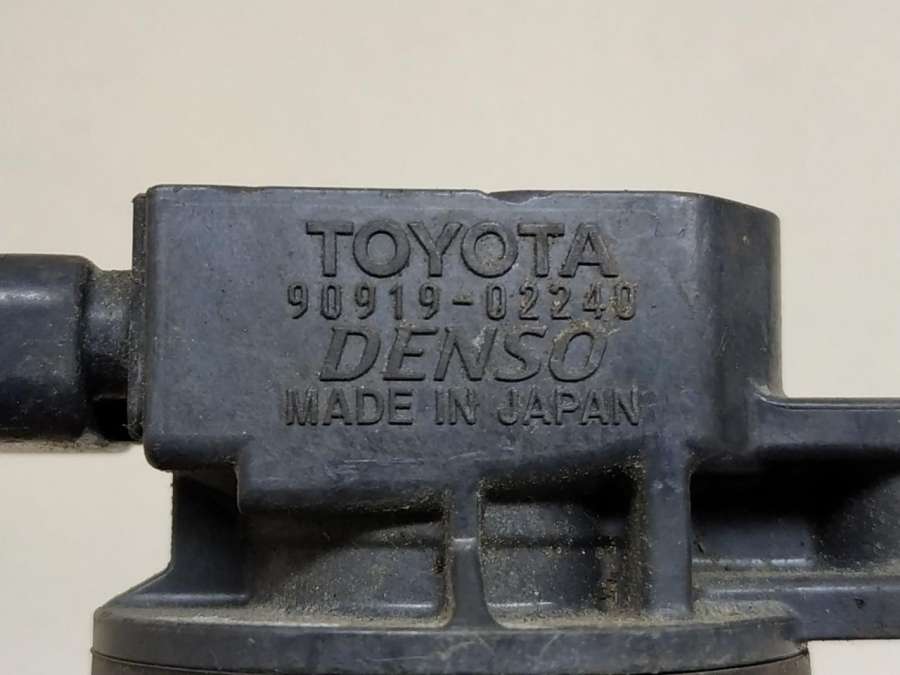 TOYOTA
90919-02240
DENSO
MADE IN JAPAN